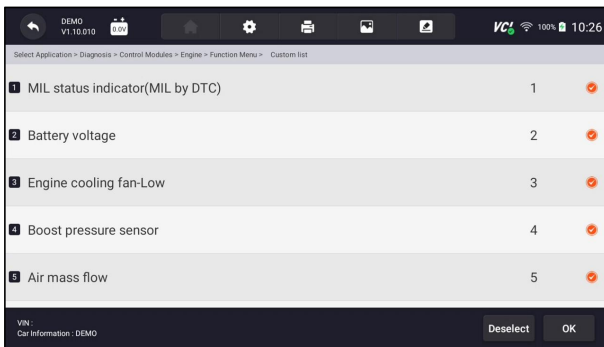 DEMO
V1.10.010
0.0V
VC!
100%
10:26
Select Application > Diagnosis > Control Modules > Engine > Function Menu > Custom list
1 MIL status indicator(MIL by DTC) 1
2 Battery voltage 2
3 Engine cooling fan-Low 3
4 Boost pressure sensor 4
5 Air mass flow 5
VIN :
Car Information : DEMO
Deselect
OK